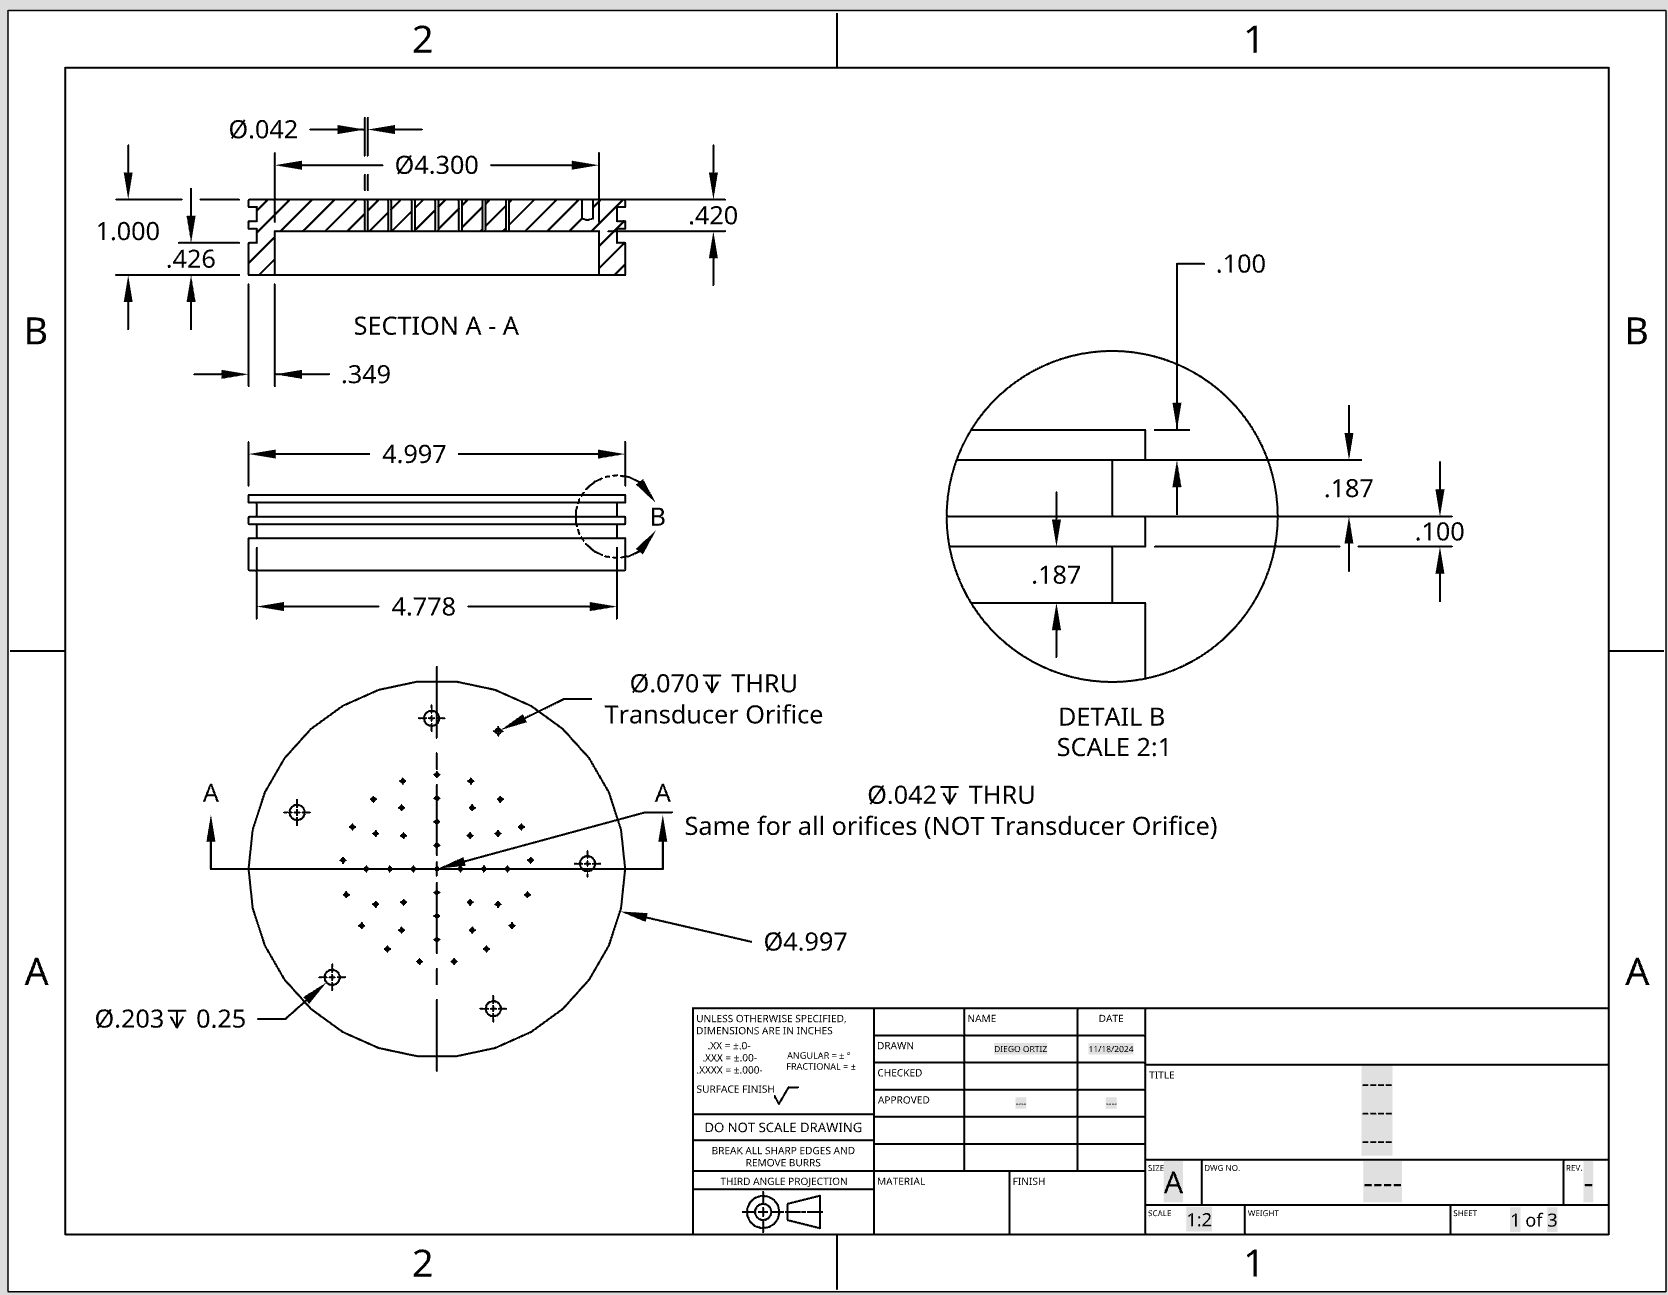 2
1
Ø.042
Ø4.300
1.000
.426
.420
SECTION A - A
.349
B
B
.100
4.997
B
.187
.100
.187
4.778
Ø.070↧ THRU
Transducer Orifice
DETAIL B
SCALE 2:1
A
A
Ø.042↧ THRU
Same for all orifices (NOT Transducer Orifice)
Ø4.997
A
A
Ø.203↧ 0.25
UNLESS OTHERWISE SPECIFIED,
DIMENSIONS ARE IN INCHES
.XX = ±.0-
.XXX = ±.00-
.XXXX = ±.000-
ANGULAR = ± °
FRACTIONAL = ±
SURFACE FINISH
DO NOT SCALE DRAWING
BREAK ALL SHARP EDGES AND
REMOVE BURRS
THIRD ANGLE PROJECTION
NAME
DATE
DRAWN
DIEGO ORTIZ
11/18/2024
CHECKED
APPROVED
----
----
MATERIAL
FINISH
TITLE
----
----
----
SIZE
A
DWG NO.
----
REV.
-
SCALE
1:2
WEIGHT
SHEET
1 of 3
2
1